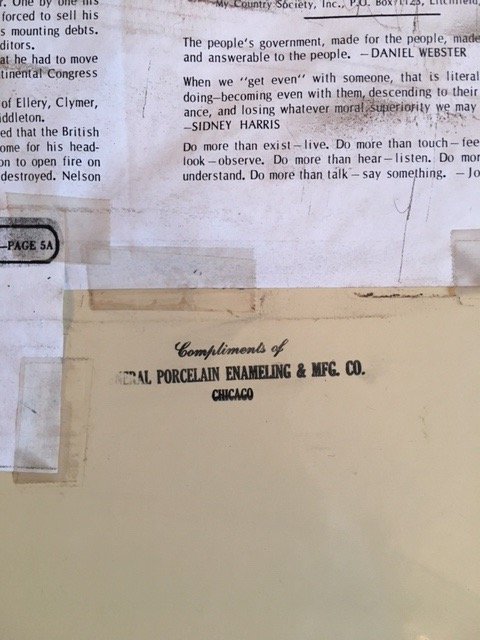 . One by one his
forced to sell his
s mounting debts.
ditors.
at he had to move
tinental Congress
of Ellery, Clymer,
ddleton.
ed that the British
ome for his head-
on to open fire on
destroyed. Nelson
—PAGE 5A
My Country Society, Inc., P.O. Box 1123, Litchfield,
The people's government, made for the people, made
and answerable to the people. —DANIEL WEBSTER
When we "get even" with someone, that is literal
doing—becoming even with them, descending to their
ance, and losing whatever moral superiority we may
—SIDNEY HARRIS
Do more than exist—live. Do more than touch—fee
look—observe. Do more than hear—listen. Do mor
understand. Do more than talk—say something. —Jo
Compliments of
NERAL PORCELAIN ENAMELING & MFG. CO.
CHICAGO